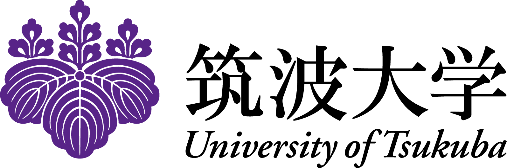 筑波大学
University of Tsukuba